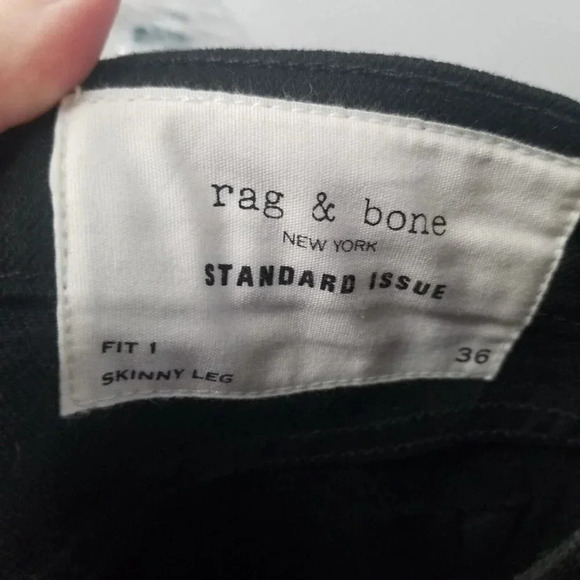 rag & bone
NEW YORK
STANDARD ISSUE
FIT 1
SKINNY LEG
36